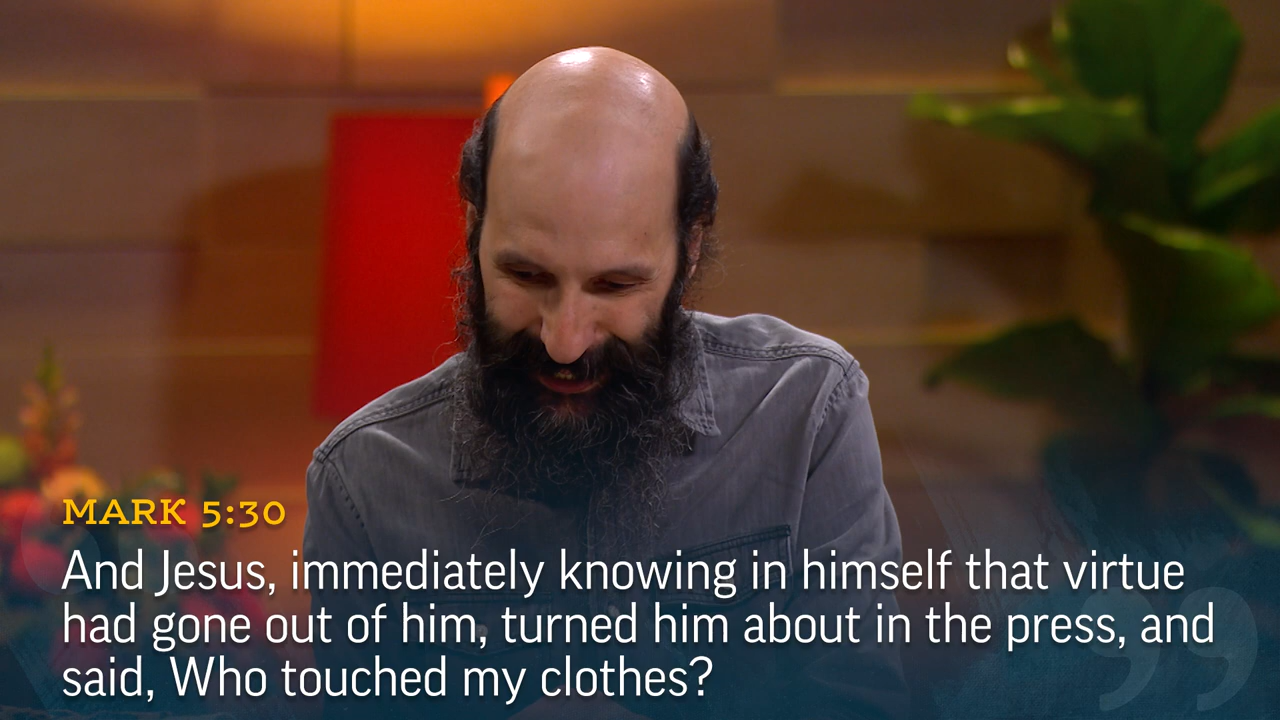 MARK 5:30
And Jesus, immediately knowing in himself that virtue
had gone out of him, turned him about in the press, and
said, Who touched my clothes?